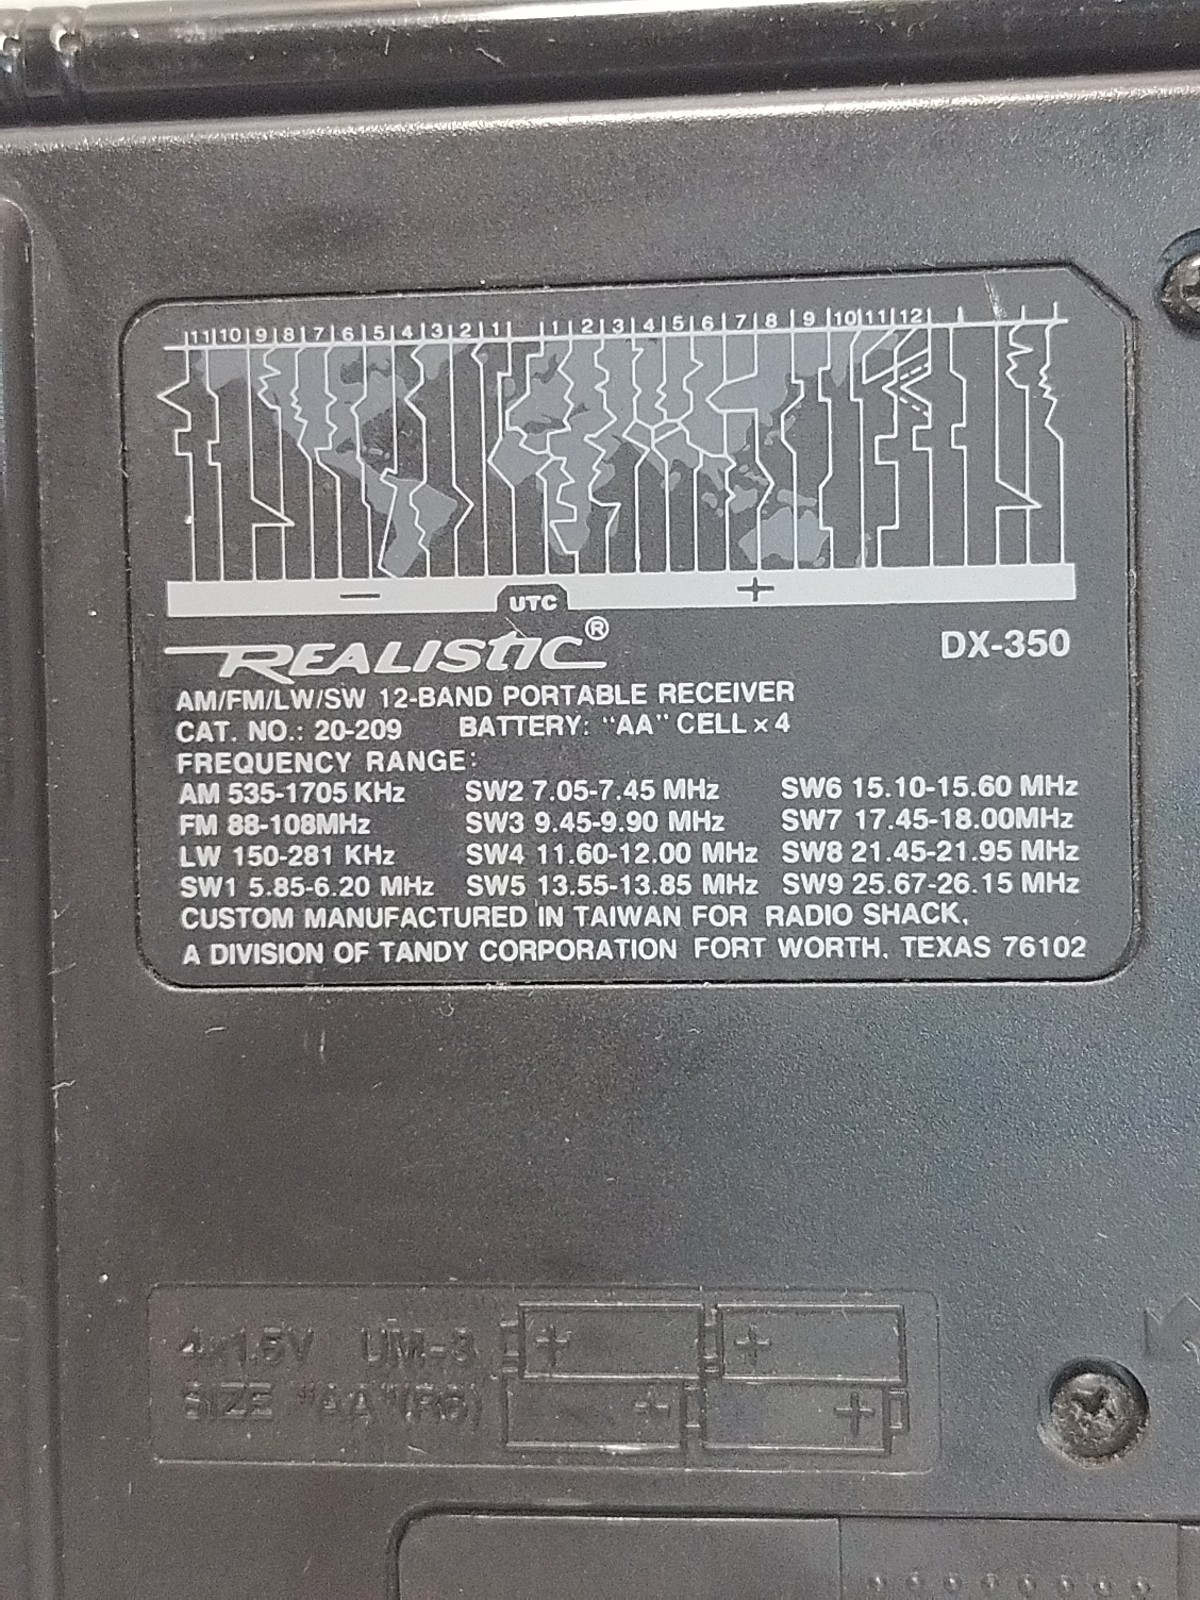 11 10 9 8 7 6 5 4 3 2 1 1 2 3 4 5 6 7 8 9 10 11 12
− UTC +
REALISTIC®
DX-350
AM/FM/LW/SW 12-BAND PORTABLE RECEIVER
CAT. NO.: 20-209 BATTERY: "AA" CELL x 4
FREQUENCY RANGE:
AM 535-1705 KHz SW2 7.05-7.45 MHz SW6 15.10-15.60 MHz
FM 88-108MHz SW3 9.45-9.90 MHz SW7 17.45-18.00MHz
LW 150-281 KHz SW4 11.60-12.00 MHz SW8 21.45-21.95 MHz
SW1 5.85-6.20 MHz SW5 13.55-13.85 MHz SW9 25.67-26.15 MHz
CUSTOM MANUFACTURED IN TAIWAN FOR RADIO SHACK,
A DIVISION OF TANDY CORPORATION FORT WORTH, TEXAS 76102
4x1.5V UM-3 + +
SIZE "AA"(R6) + +